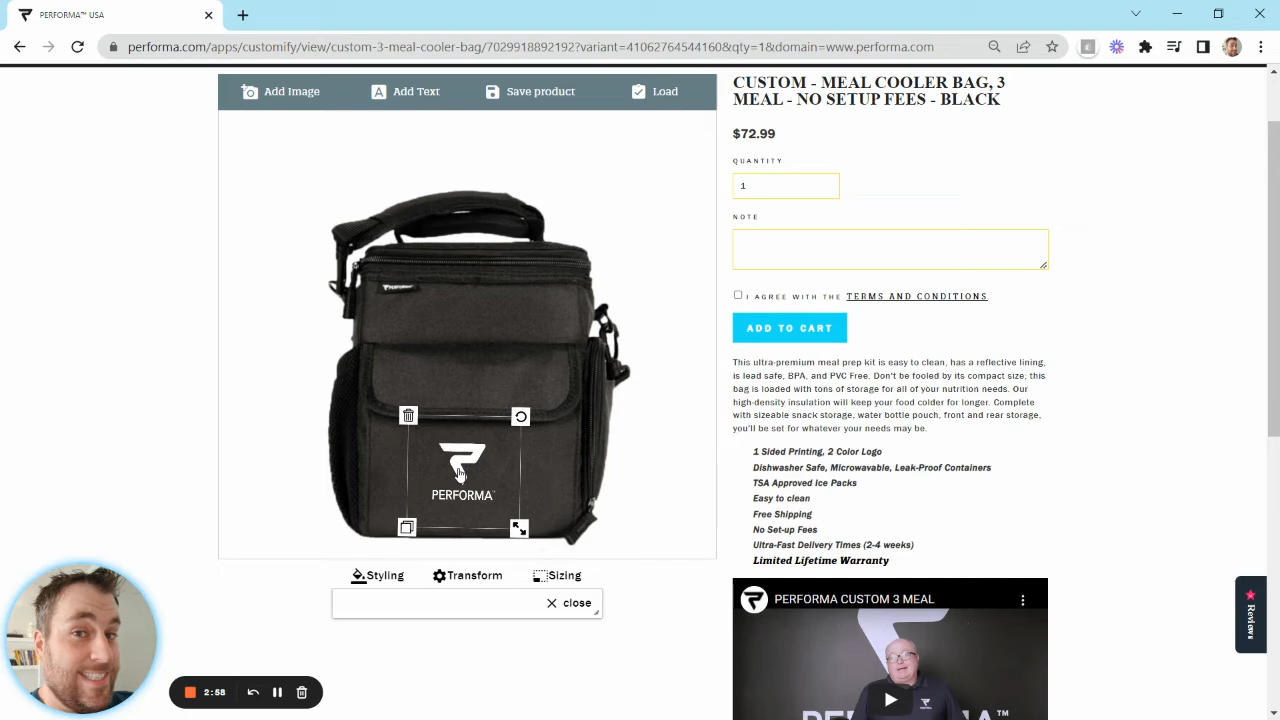 PERFORMA™ USA
performa.com/apps/customify/view/custom-3-meal-cooler-bag/7029918892192?variant=41062764544160&qty=1&domain=www.performa.com
Add Image
Add Text
Save product
Load
PERFORMA
PERFORMA™
Styling
Transform
Sizing
close
2:58
CUSTOM - MEAL COOLER BAG, 3
MEAL - NO SETUP FEES - BLACK
$72.99
QUANTITY
1
NOTE
I AGREE WITH THE TERMS AND CONDITIONS
ADD TO CART
This ultra-premium meal prep kit is easy to clean, has a reflective lining,
is lead safe, BPA, and PVC Free. Don't be fooled by its compact size; this
bag is loaded with tons of storage for all of your nutrition needs. Our
high-density insulation will keep your food colder for longer. Complete
with sizeable snack storage, water bottle pouch, front and rear storage,
you'll be set for whatever your needs may be.
1 Sided Printing, 2 Color Logo
Dishwasher Safe, Microwavable, Leak-Proof Containers
TSA Approved Ice Packs
Easy to clean
Free Shipping
No Set-up Fees
Ultra-Fast Delivery Times (2-4 weeks)
Limited Lifetime Warranty
PERFORMA CUSTOM 3 MEAL
PERFORMA™
Reviews